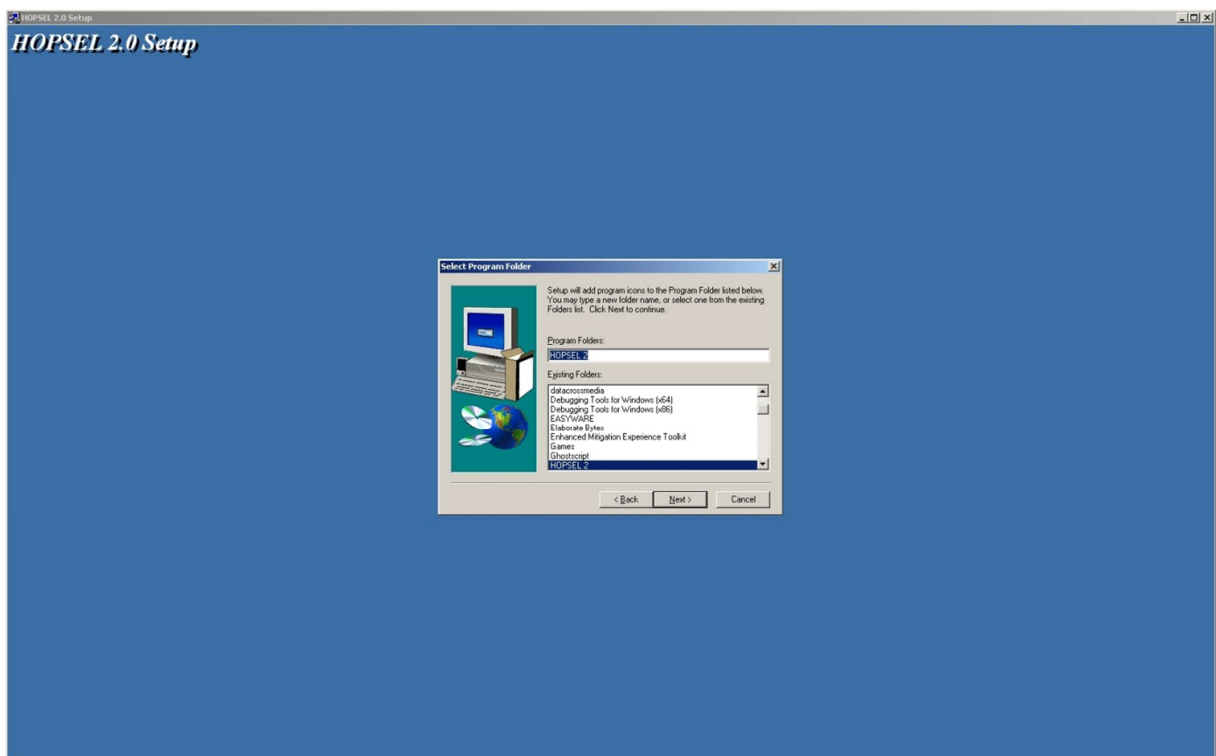 HOPSEL 2.0 Setup
HOPSEL 2.0 Setup
Select Program Folder
Setup will add program icons to the Program Folder listed below.
You may type a new folder name, or select one from the existing
Folders list. Click Next to continue.
Program Folders:
HOPSEL 2
Existing Folders:
datacrossmedia
Debugging Tools for Windows (x64)
Debugging Tools for Windows (x86)
EASYWARE
Elaborate Bytes
Enhanced Mitigation Experience Toolkit
Games
Ghostscript
HOPSEL 2
< Back Next > Cancel